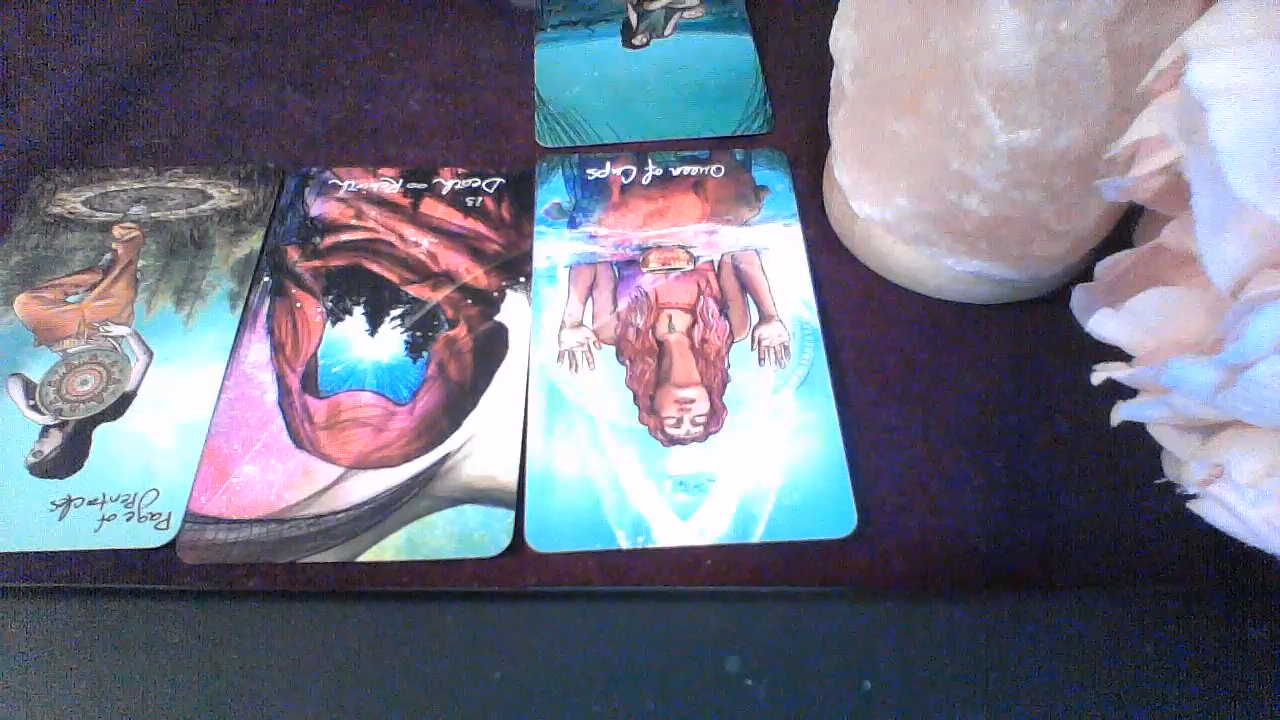 Page of
Pentacles
13
Death ∞ Rebirth
Queen of Cups